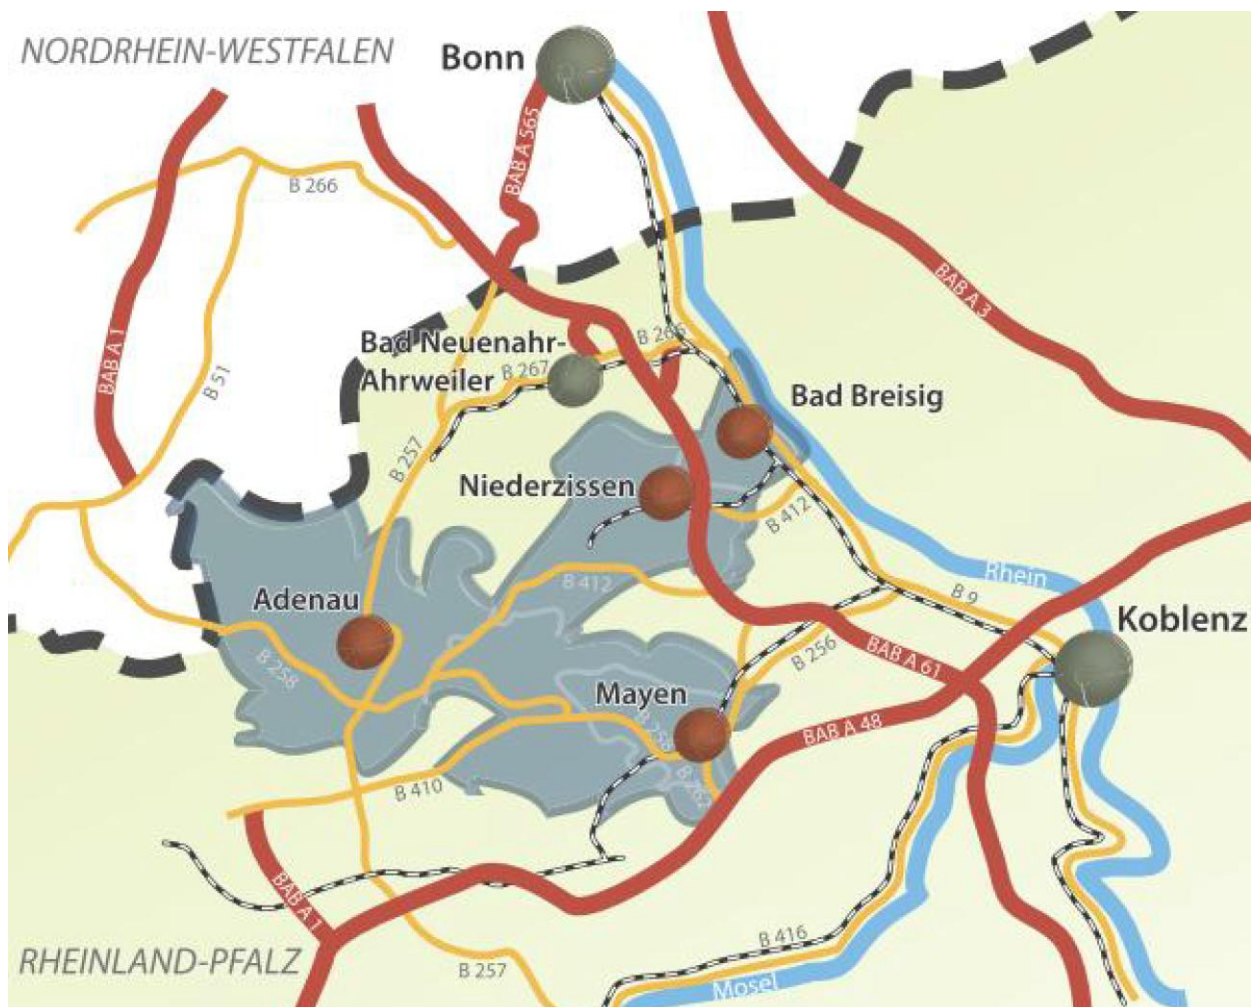 NORDRHEIN-WESTFALEN
Bonn
BAB A 565
B 266
BAB A 3
BAB A 1
B 51
Bad Neuenahr-
Ahrweiler
B 267
B 266
Bad Breisig
B 257
Niederzissen
B 412
Adenau
B 412
Rhein
B 9
Koblenz
B 258
Mayen
B 256
BAB A 61
B 258
BAB A 48
B 262
B 410
BAB A 1
B 416
RHEINLAND-PFALZ
B 257
Mosel